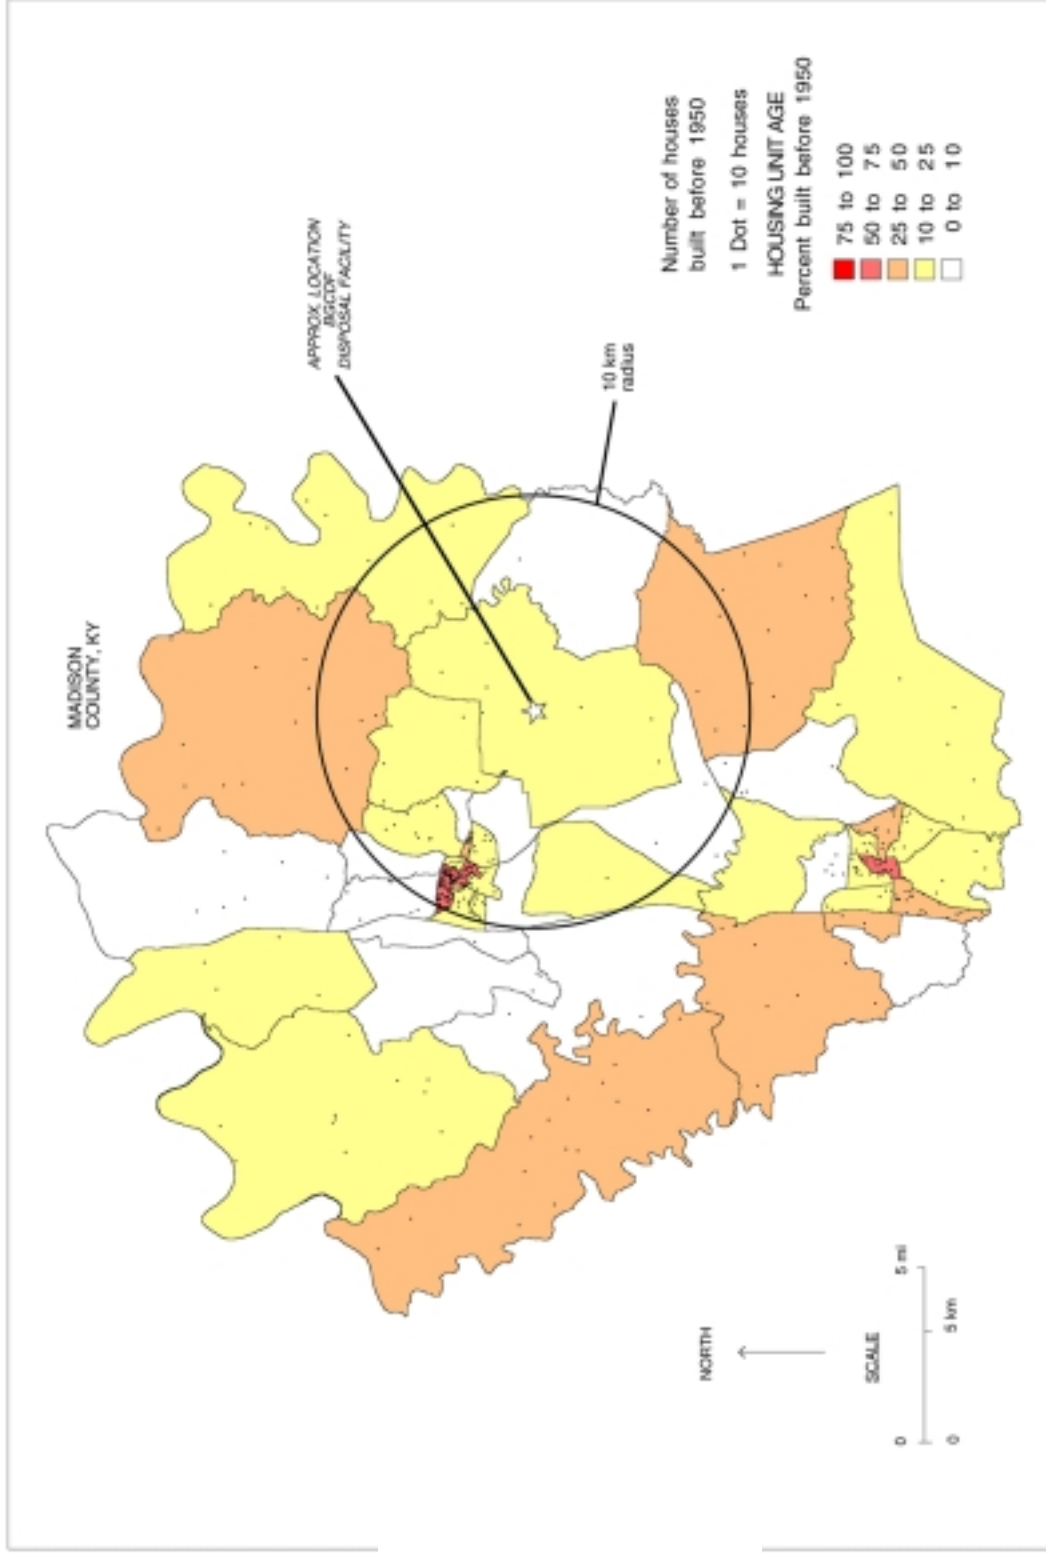 MADISON
COUNTY, KY
APPROX. LOCATION
BGCDF
DISPOSAL FACILITY
10 km
radius
Number of houses
built before 1950
1 Dot = 10 houses
HOUSING UNIT AGE
Percent built before 1950
75 to 100
50 to 75
25 to 50
10 to 25
0 to 10
NORTH
SCALE
0 5 mi
0 5 km